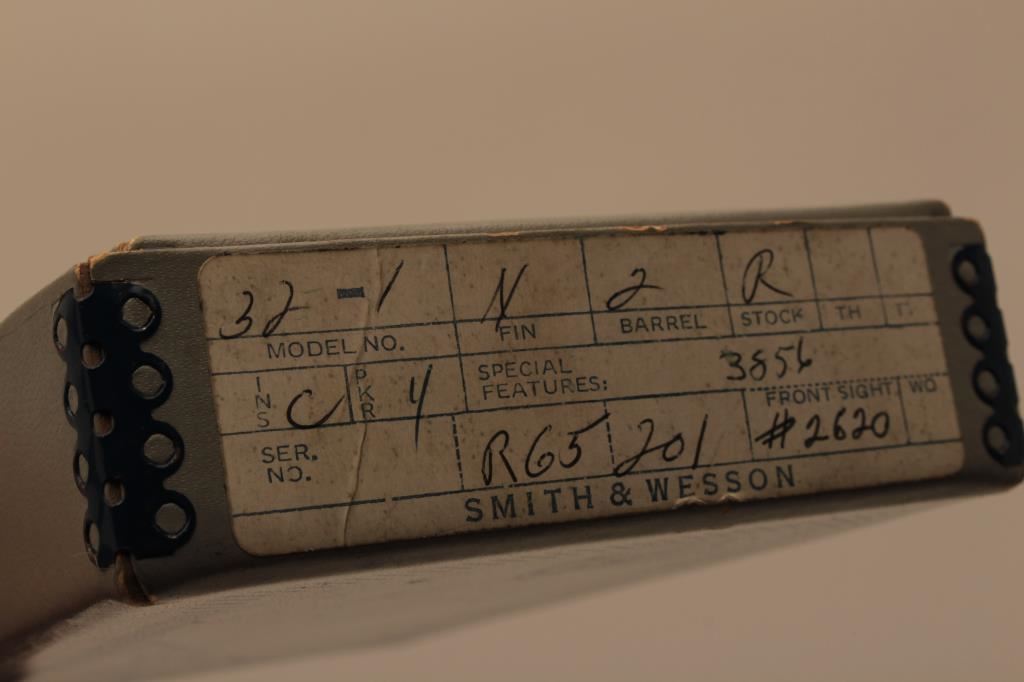 32 - 1 N 2 R
MODEL NO. FIN BARREL STOCK TH T.
INS C PKR 4 SPECIAL FEATURES: 3856
SER. NO. R65 201 FRONT SIGHT #2620 WO
SMITH & WESSON